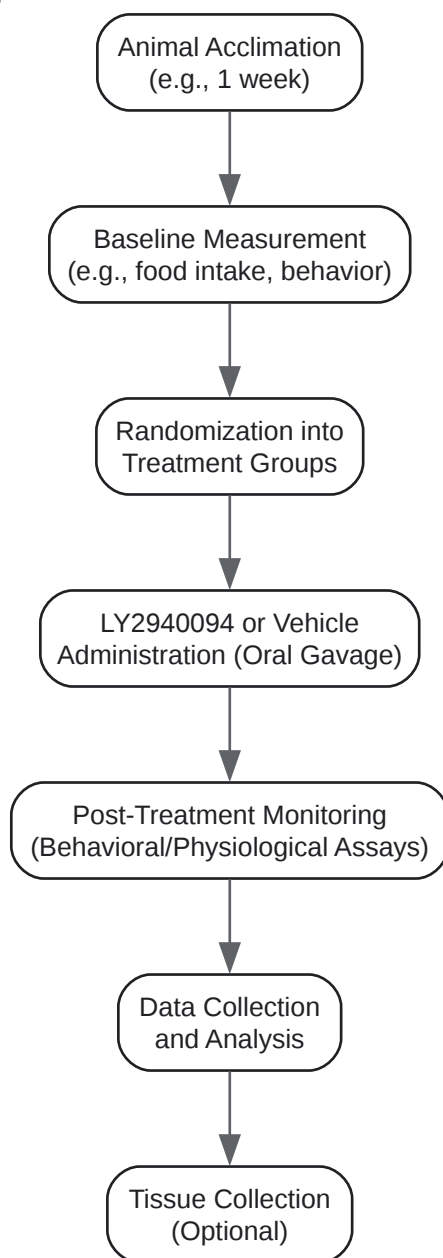 Animal Acclimation
(e.g., 1 week)
Baseline Measurement
(e.g., food intake, behavior)
Randomization into
Treatment Groups
LY2940094 or Vehicle
Administration (Oral Gavage)
Post-Treatment Monitoring
(Behavioral/Physiological Assays)
Data Collection
and Analysis
Tissue Collection
(Optional)